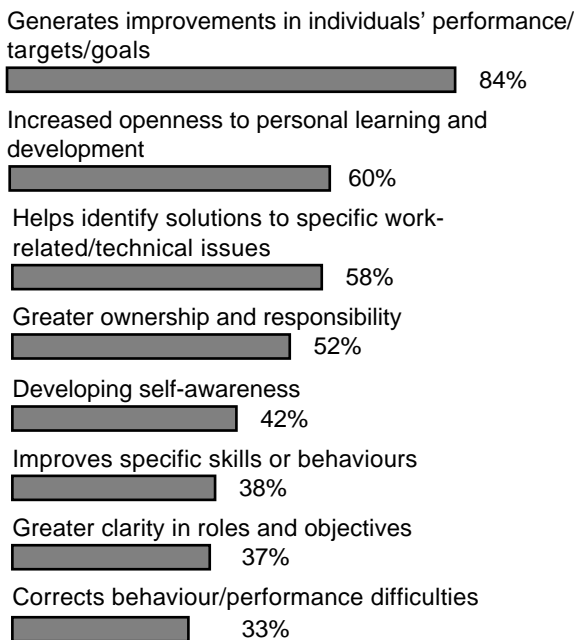 Generates improvements in individuals’ performance/
targets/goals
84%
Increased openness to personal learning and
development
60%
Helps identify solutions to specific work-
related/technical issues
58%
Greater ownership and responsibility
52%
Developing self-awareness
42%
Improves specific skills or behaviours
38%
Greater clarity in roles and objectives
37%
Corrects behaviour/performance difficulties
33%